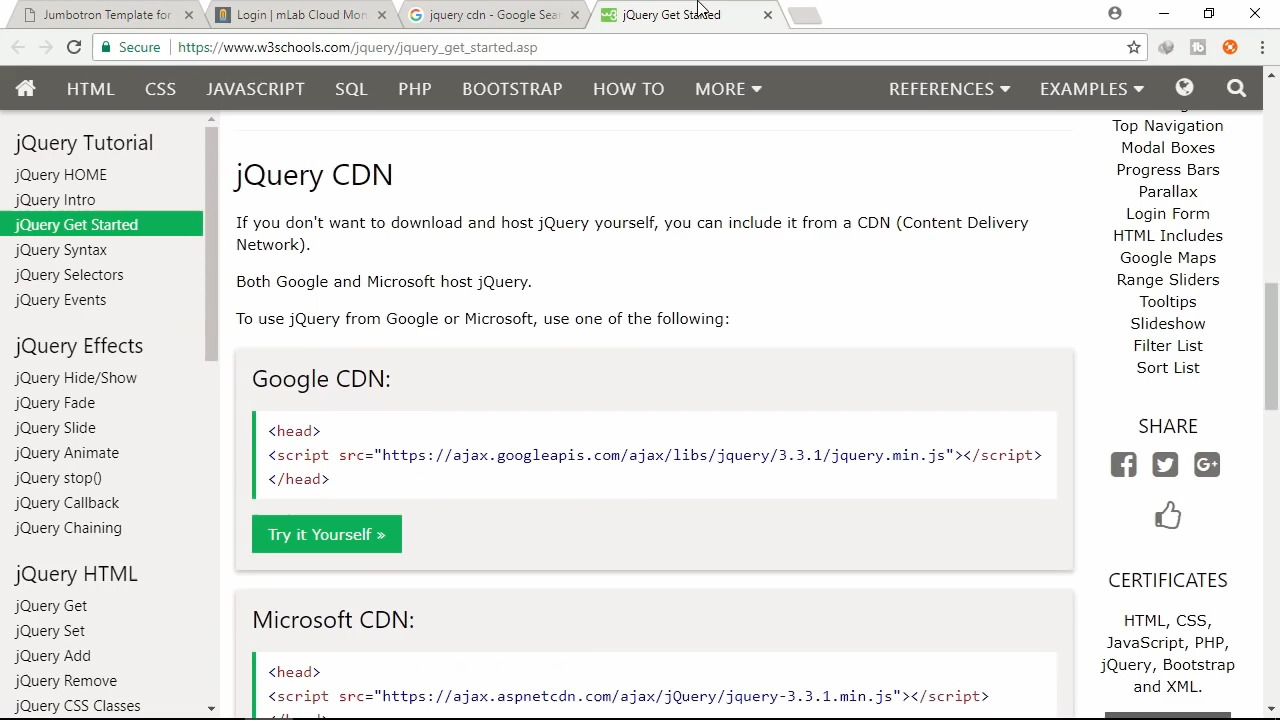 Jumbotron Template for
Login | mLab Cloud Mon
jquery cdn - Google Sea
jQuery Get Started
Secure
https://www.w3schools.com/jquery/jquery_get_started.asp
HTML
CSS
JAVASCRIPT
SQL
PHP
BOOTSTRAP
HOW TO
MORE
REFERENCES
EXAMPLES
jQuery Tutorial
jQuery HOME
jQuery Intro
jQuery Get Started
jQuery Syntax
jQuery Selectors
jQuery Events
jQuery Effects
jQuery Hide/Show
jQuery Fade
jQuery Slide
jQuery Animate
jQuery stop()
jQuery Callback
jQuery Chaining
jQuery HTML
jQuery Get
jQuery Set
jQuery Add
jQuery Remove
jQuery CSS Classes
jQuery CDN
If you don't want to download and host jQuery yourself, you can include it from a CDN (Content Delivery
Network).
Both Google and Microsoft host jQuery.
To use jQuery from Google or Microsoft, use one of the following:
Google CDN:
<head>
<script src="https://ajax.googleapis.com/ajax/libs/jquery/3.3.1/jquery.min.js"></script>
</head>
Try it Yourself »
Microsoft CDN:
<head>
<script src="https://ajax.aspnetcdn.com/ajax/jQuery/jquery-3.3.1.min.js"></script>
Top Navigation
Modal Boxes
Progress Bars
Parallax
Login Form
HTML Includes
Google Maps
Range Sliders
Tooltips
Slideshow
Filter List
Sort List
SHARE
CERTIFICATES
HTML, CSS,
JavaScript, PHP,
jQuery, Bootstrap
and XML.